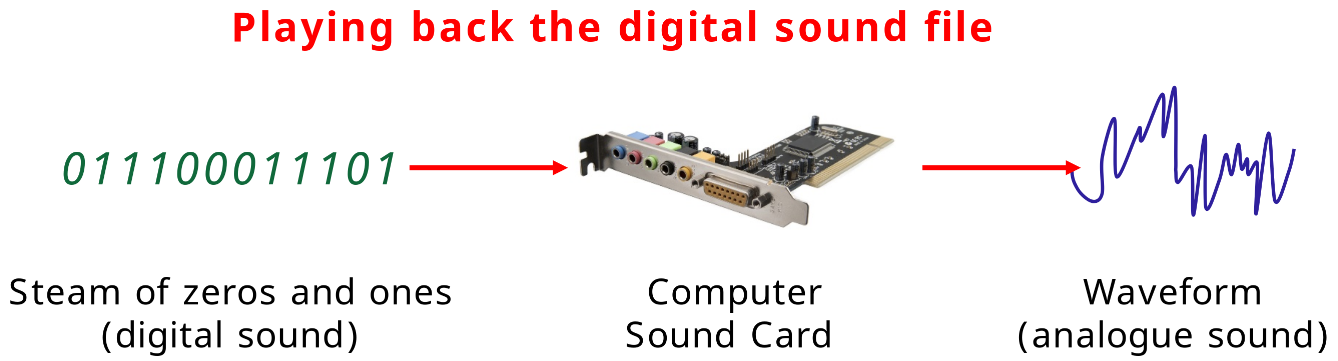 Playing back the digital sound file
011100011101
Steam of zeros and ones
(digital sound)
Computer
Sound Card
Waveform
(analogue sound)